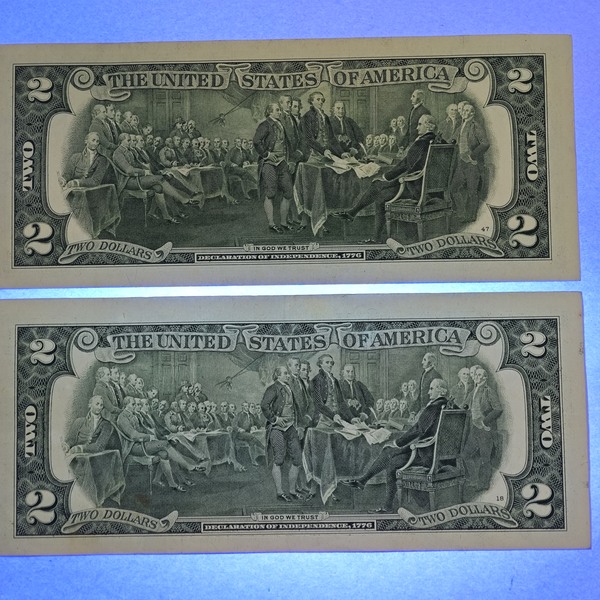 2 THE UNITED STATES OF AMERICA 2
TWO TWO
47
2 TWO DOLLARS IN GOD WE TRUST TWO DOLLARS 2
DECLARATION OF INDEPENDENCE, 1776
2 THE UNITED STATES OF AMERICA 2
TWO TWO
18
2 TWO DOLLARS IN GOD WE TRUST TWO DOLLARS 2
DECLARATION OF INDEPENDENCE, 1776